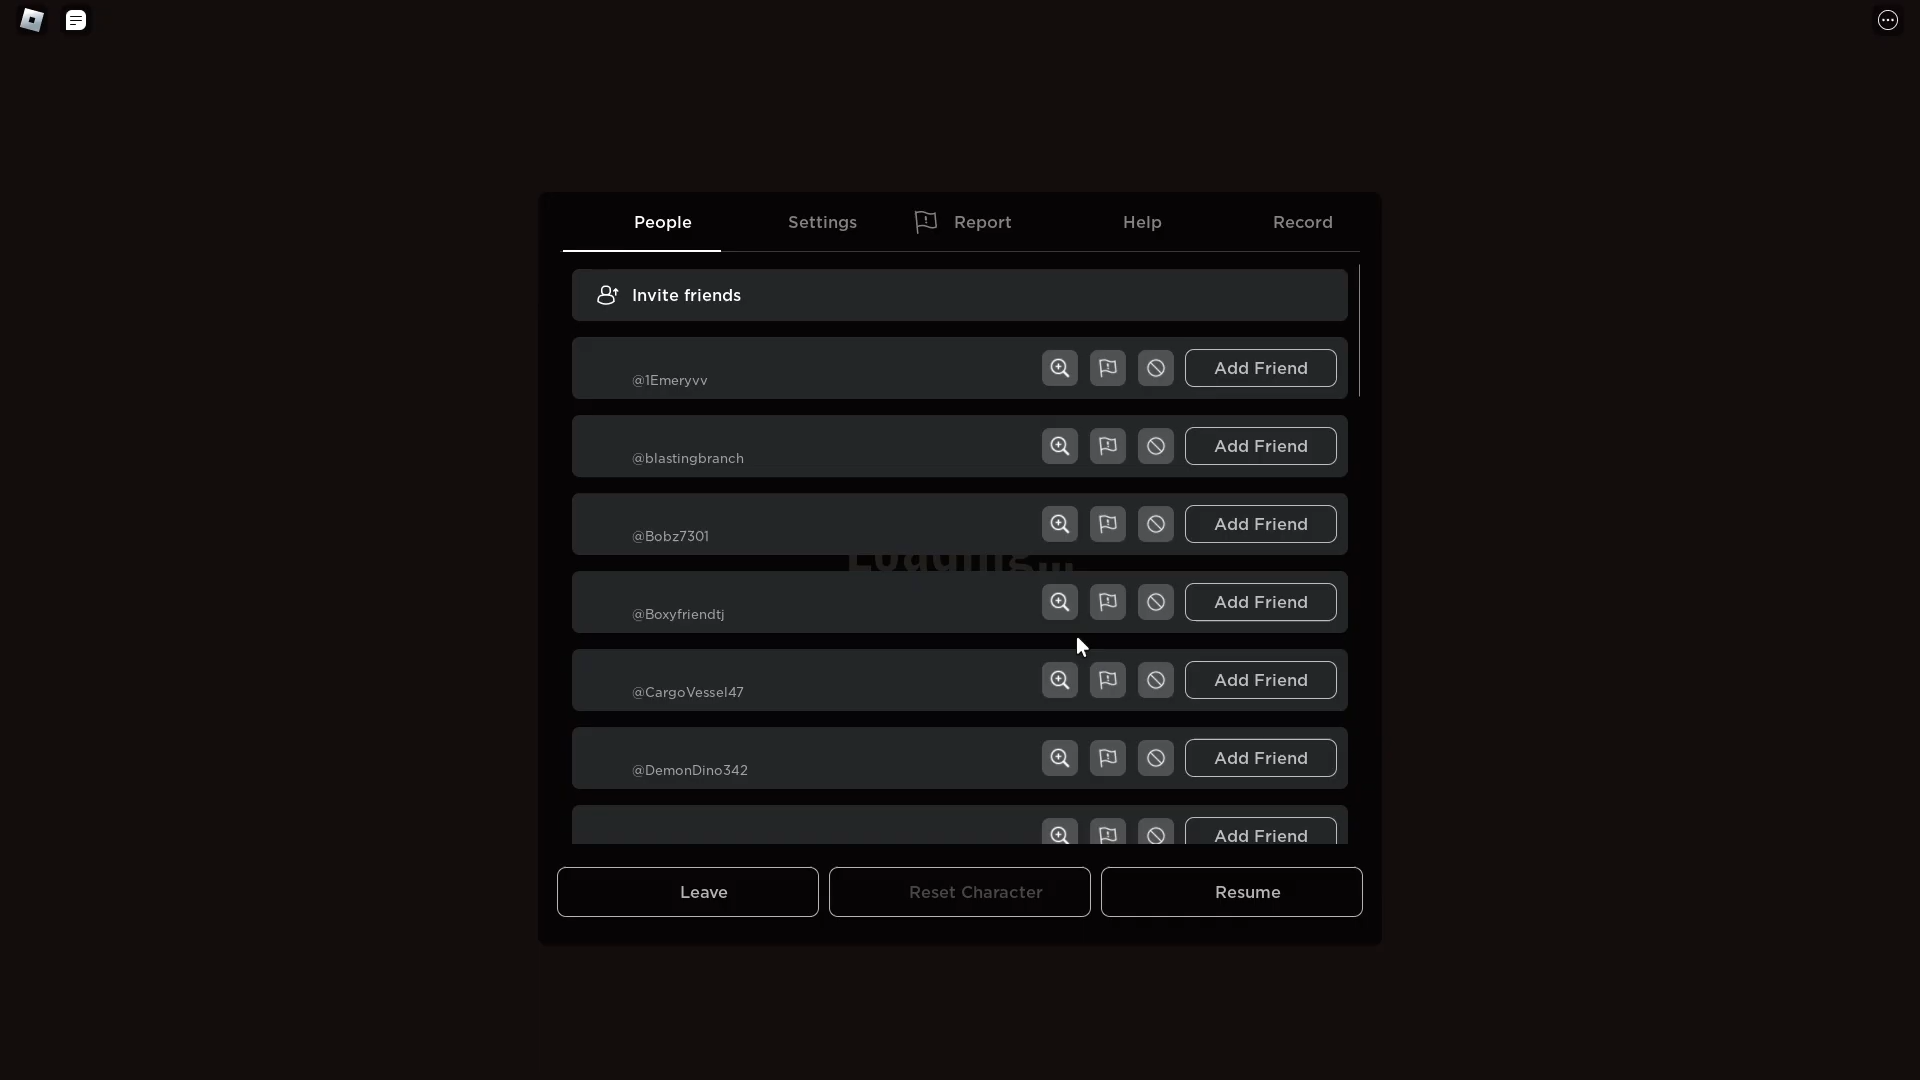 People Settings Report Help Record
Invite friends
@1Emeryvv Add Friend
@blastingbranch Add Friend
@Bobz7301 Add Friend
Loading...
@Boxyfriendtj Add Friend
@CargoVessel47 Add Friend
@DemonDino342 Add Friend
Add Friend
Leave Reset Character Resume